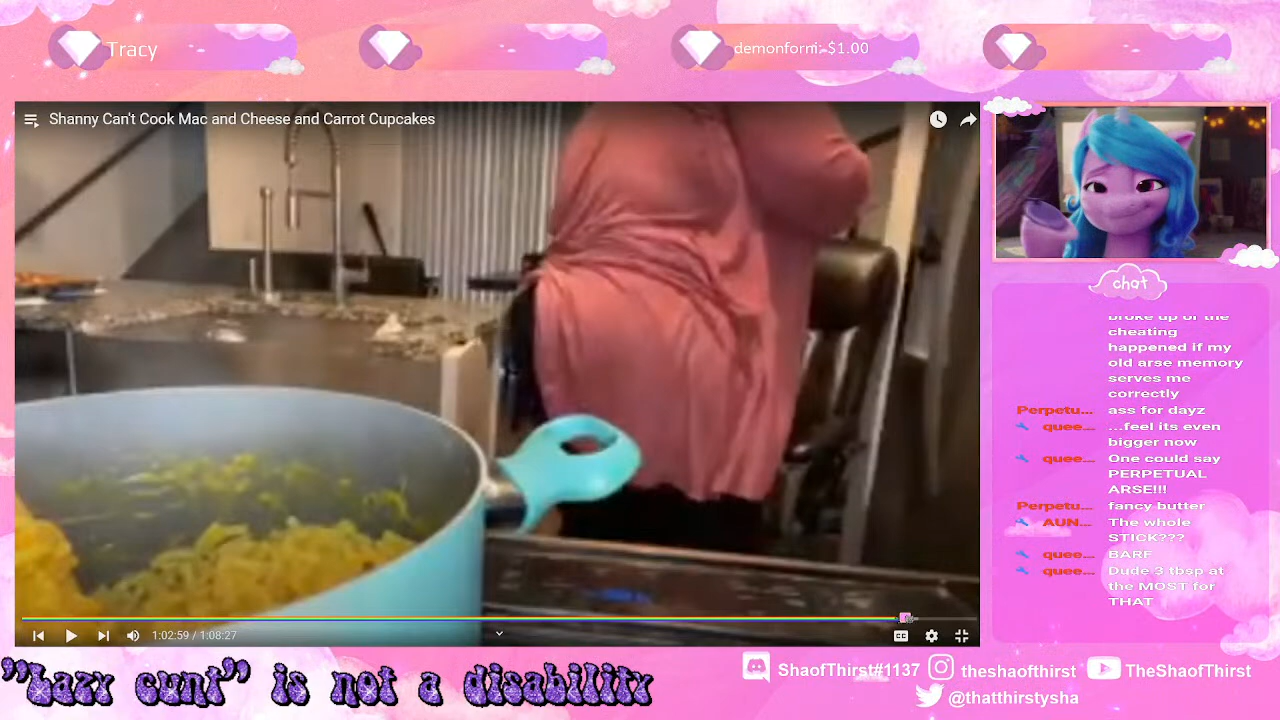 Tracy
demonformi: $1.00
Shanny Can't Cook Mac and Cheese and Carrot Cupcakes
chat
broke up or the
cheating
happened if my
old arse memory
serves me
correctly
Perpetu... ass for dayz
quee... ...feel its even
bigger now
quee... One could say
PERPETUAL
ARSE!!!
Perpetu... fancy butter
AUN... The whole
STICK???
quee... BARF
quee... Dude 3 tbsp at
the MOST for
THAT
1:02:59 / 1:08:27
CC
"Lazy cunt" is not a disability
ShaofThirst#1137 theshaofthirst TheShaofThirst
@thatthirstysha